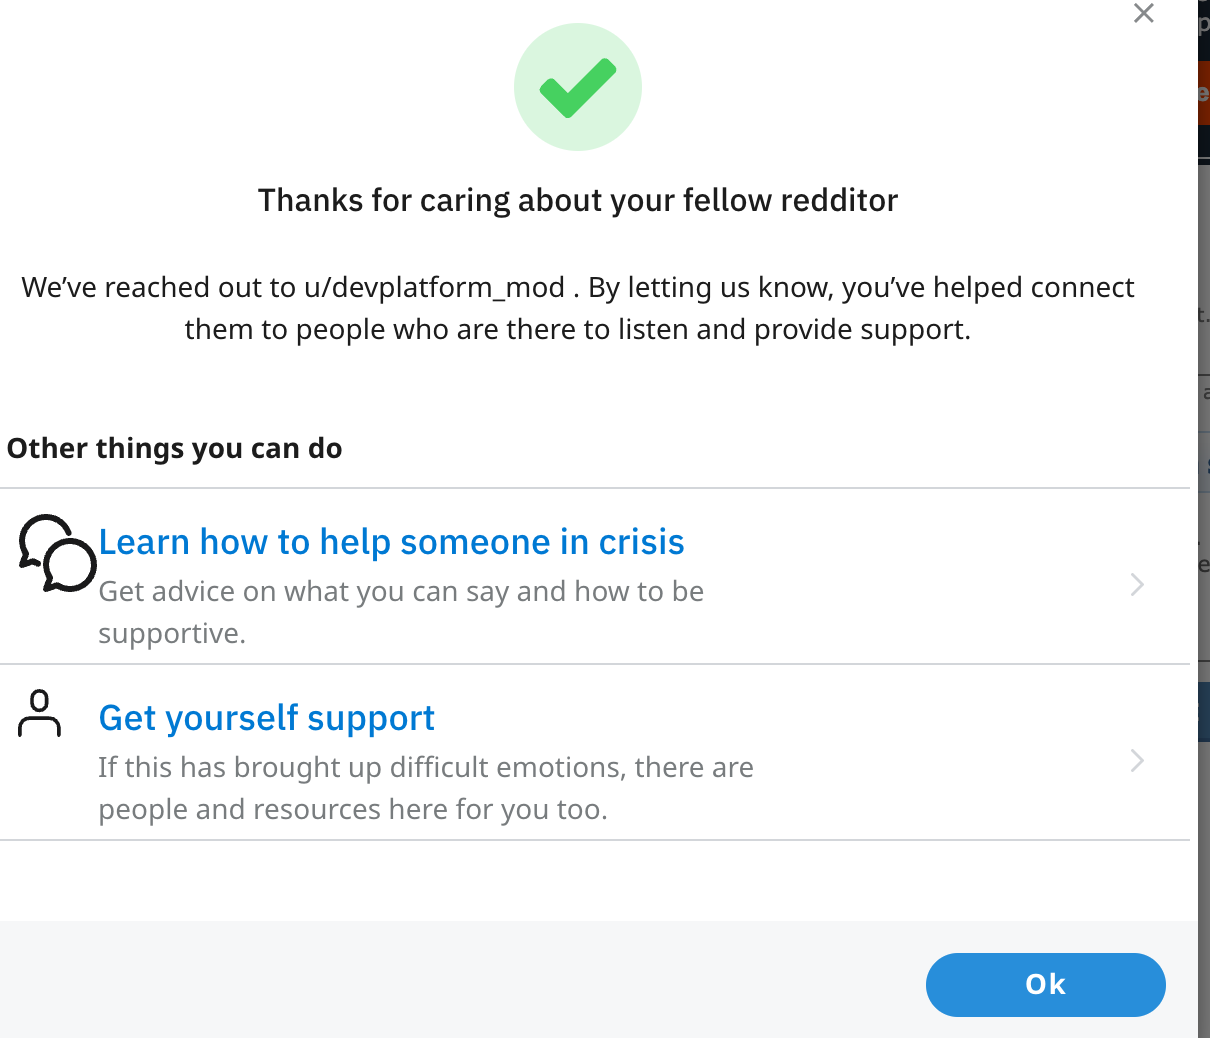 Thanks for caring about your fellow redditor
We’ve reached out to u/devplatform_mod . By letting us know, you’ve helped connect
them to people who are there to listen and provide support.
Other things you can do
Learn how to help someone in crisis
Get advice on what you can say and how to be
supportive.
Get yourself support
If this has brought up difficult emotions, there are
people and resources here for you too.
Ok